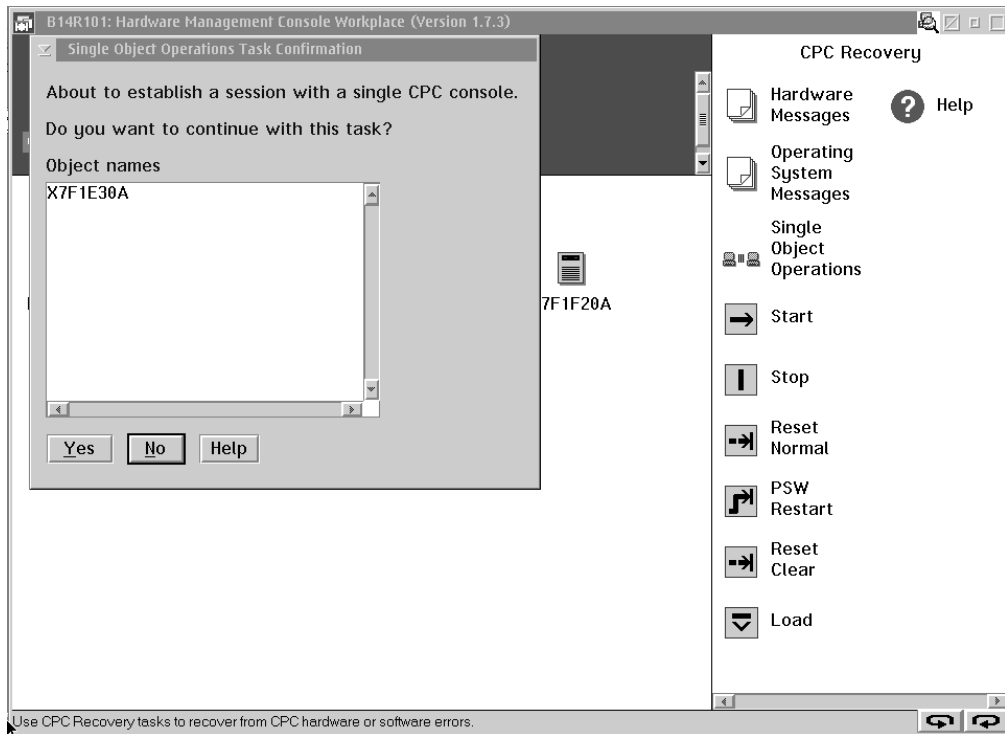 B14R101: Hardware Management Console Workplace (Version 1.7.3)
Single Object Operations Task Confirmation
About to establish a session with a single CPC console.
Do you want to continue with this task?
Object names
X7F1E30A
Yes
No
Help
7F1F20A
CPC Recovery
Hardware
Messages
Help
Operating
System
Messages
Single
Object
Operations
Start
Stop
Reset
Normal
PSW
Restart
Reset
Clear
Load
Use CPC Recovery tasks to recover from CPC hardware or software errors.